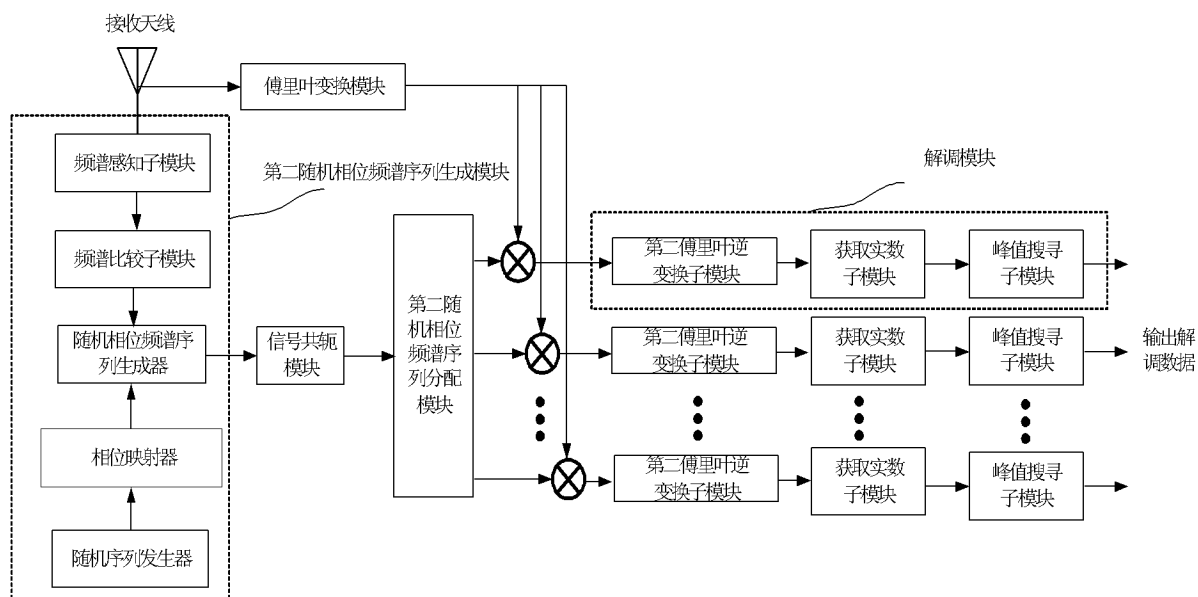 接收天线
傅里叶变换模块
频谱感知子模块
第二随机相位频谱序列生成模块
解调模块
频谱比较子模块
第二傅里叶逆
变换子模块
获取实数
子模块
峰值搜寻
子模块
随机相位频谱序
列生成器
信号共轭
模块
第二随
机相位
频谱序
列分配
模块
第二傅里叶逆
变换子模块
获取实数
子模块
峰值搜寻
子模块
输出解
调数据
相位映射器
第二傅里叶逆
变换子模块
获取实数
子模块
峰值搜寻
子模块
随机序列发生器